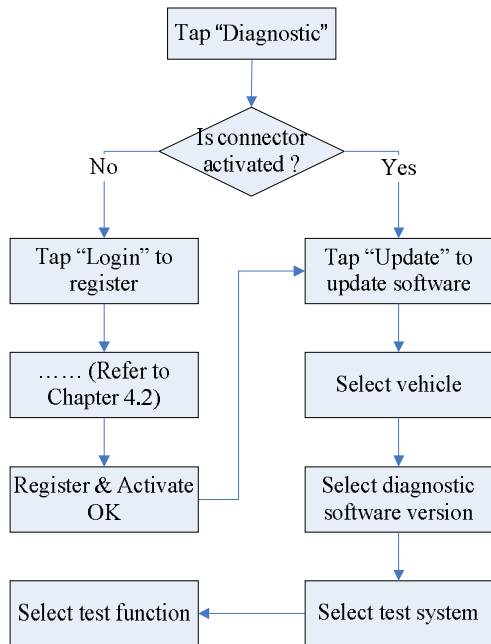 Tap “Diagnostic”
Is connector
activated ?
No
Yes
Tap “Login” to
register
Tap “Update” to
update software
…… (Refer to
Chapter 4.2)
Select vehicle
Register & Activate
OK
Select diagnostic
software version
Select test function
Select test system